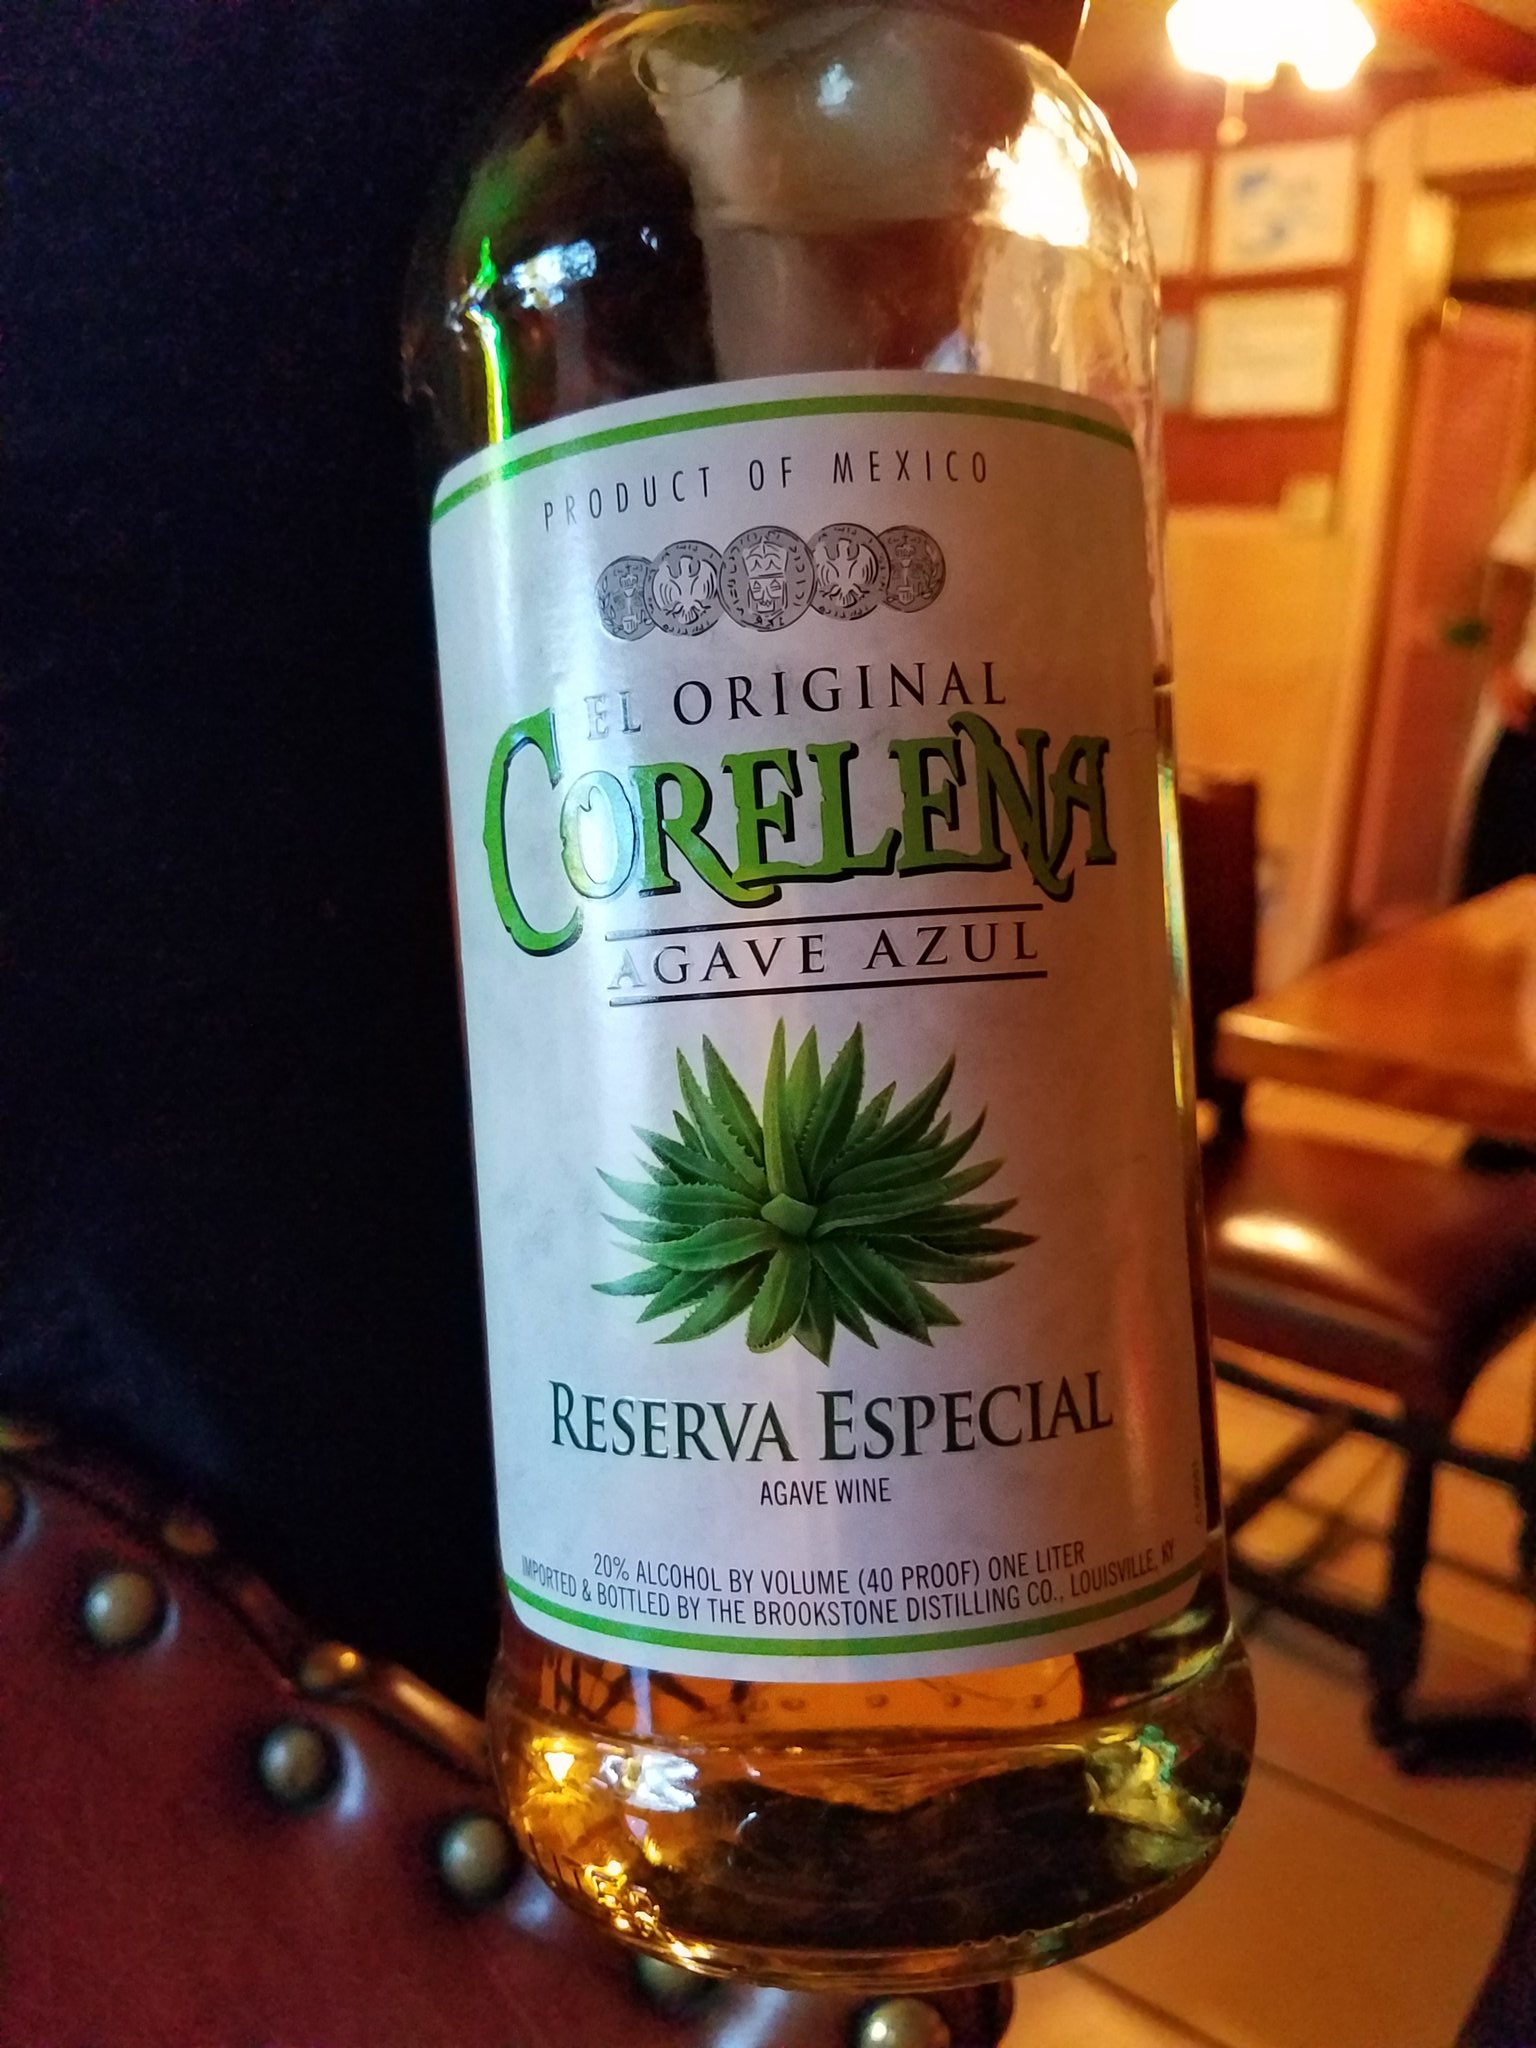 PRODUCT OF MEXICO
EL ORIGINAL
CORELENA
AGAVE AZUL
RESERVA ESPECIAL
AGAVE WINE
20% ALCOHOL BY VOLUME (40 PROOF) ONE LITER
IMPORTED & BOTTLED BY THE BROOKSTONE DISTILLING CO., LOUISVILLE, KY